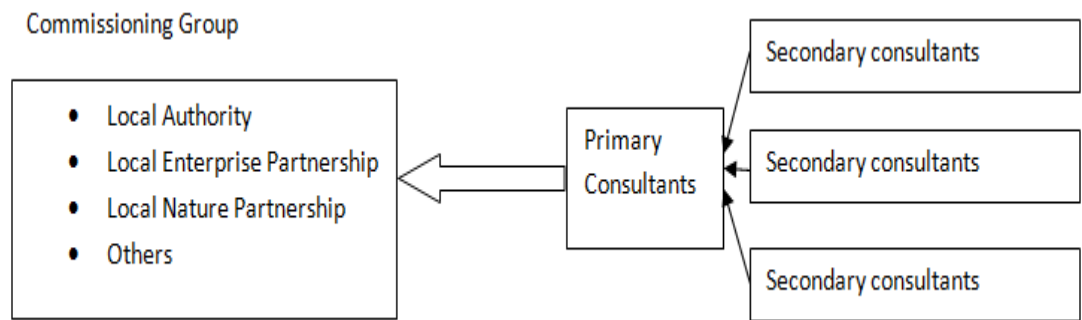 Commissioning Group
• Local Authority
• Local Enterprise Partnership
• Local Nature Partnership
• Others
Primary
Consultants
Secondary consultants
Secondary consultants
Secondary consultants